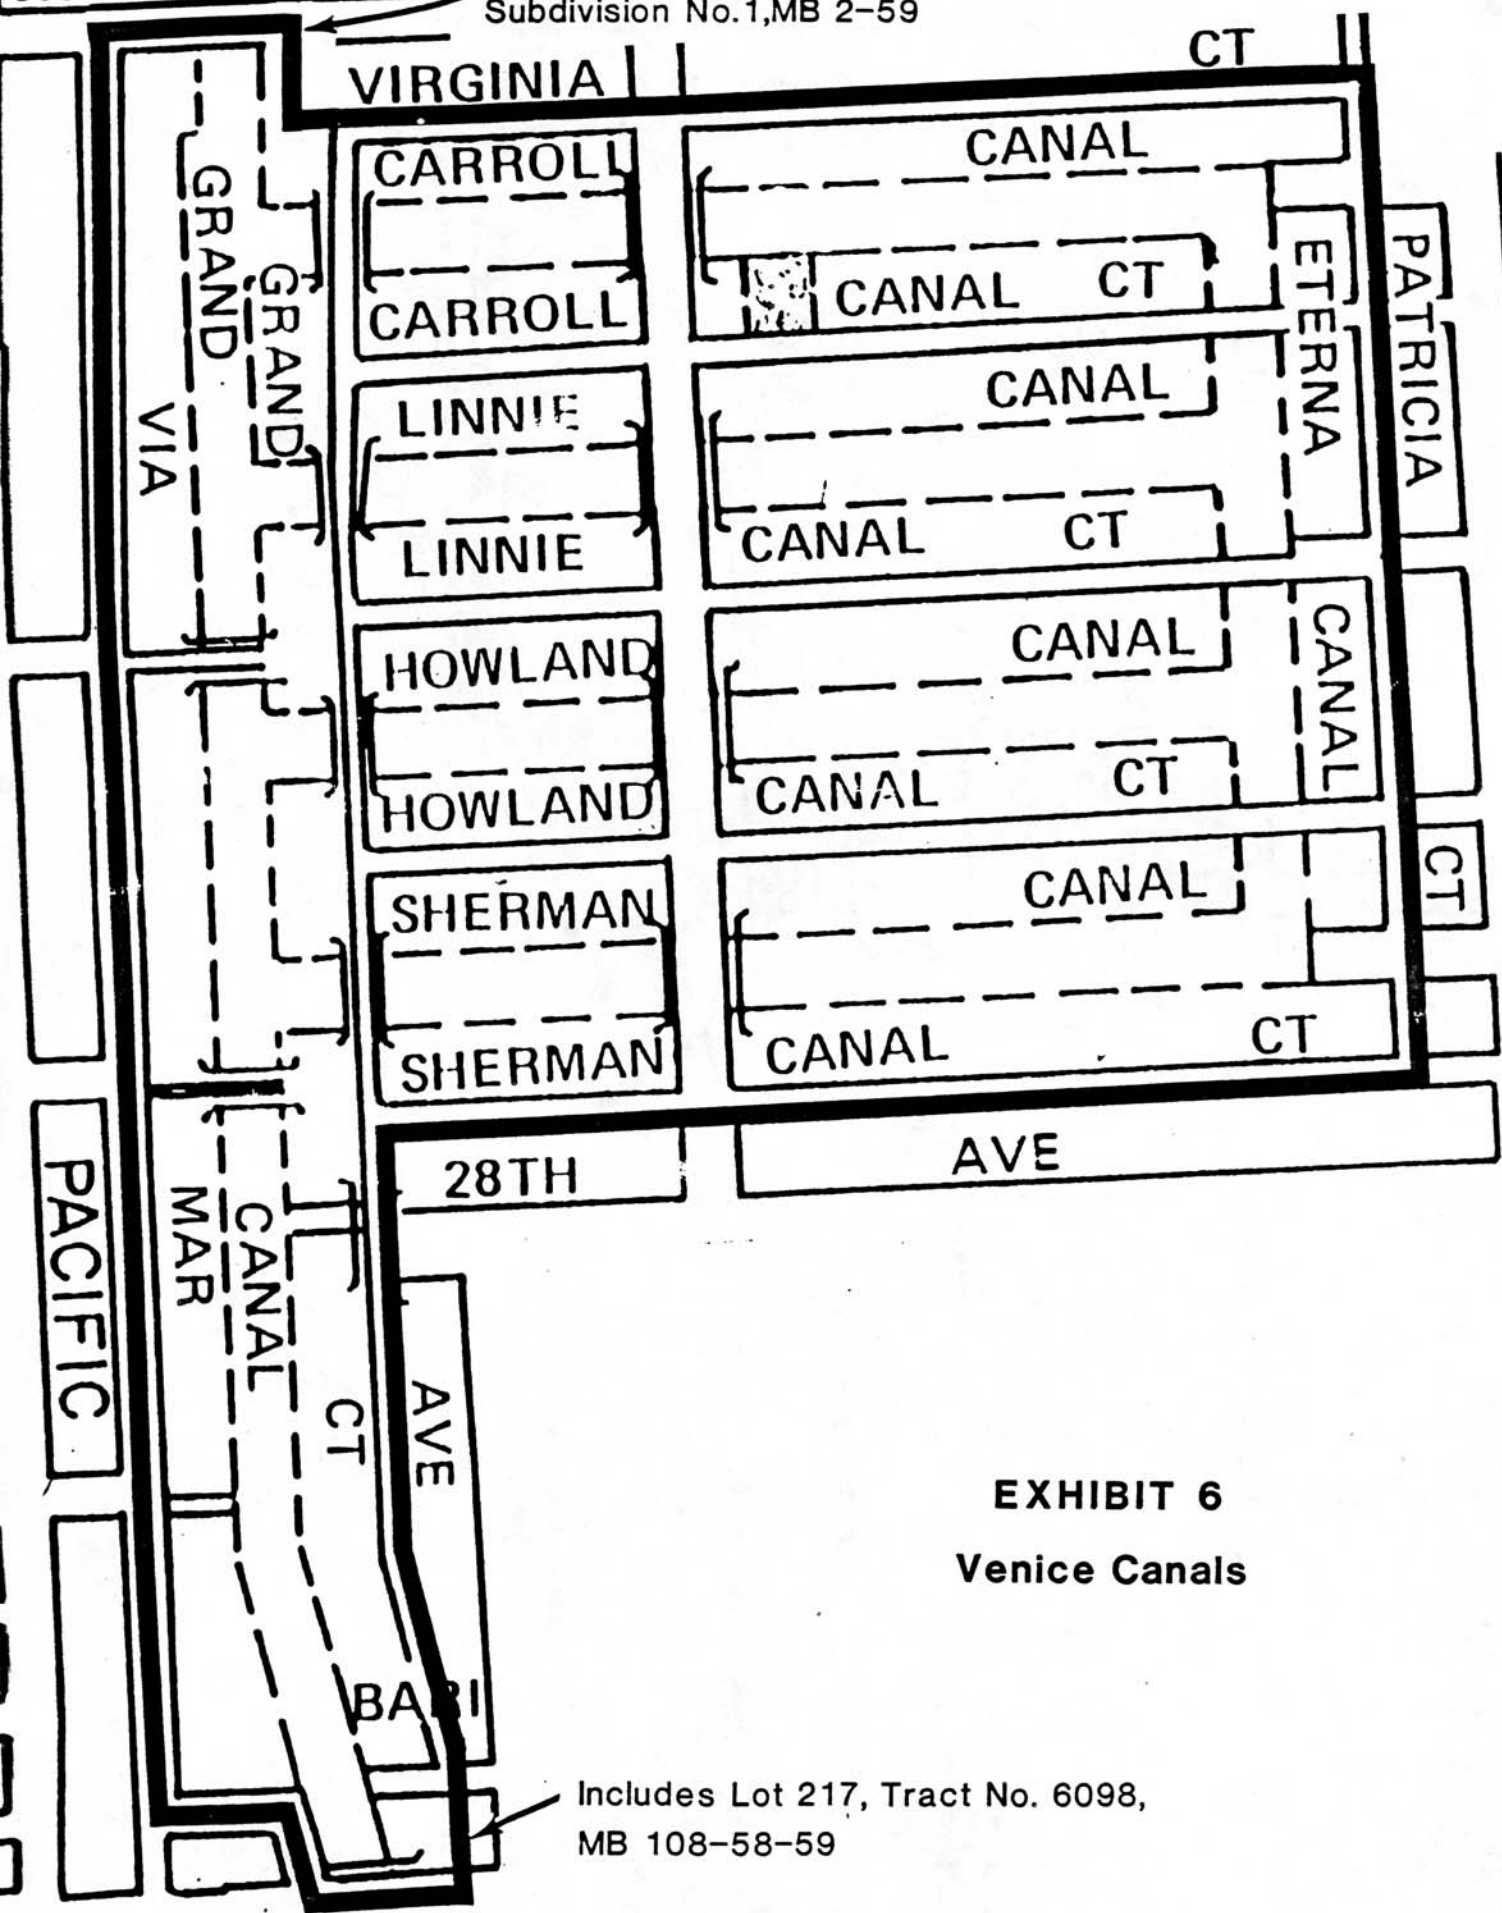 Subdivision No.1,MB 2-59
VIRGINIA CT
CARROLL CANAL
CARROLL CANAL CT
LINNIE CANAL
LINNIE CANAL CT
HOWLAND CANAL
HOWLAND CANAL CT
SHERMAN CANAL
SHERMAN CANAL CT
28TH AVE
GRAND
GRAND
VIA
ETERNA
PATRICIA
CANAL
CT
PACIFIC
MAR
CANAL
CT
AVE
EXHIBIT 6
Venice Canals
Includes Lot 217, Tract No. 6098,
MB 108-58-59